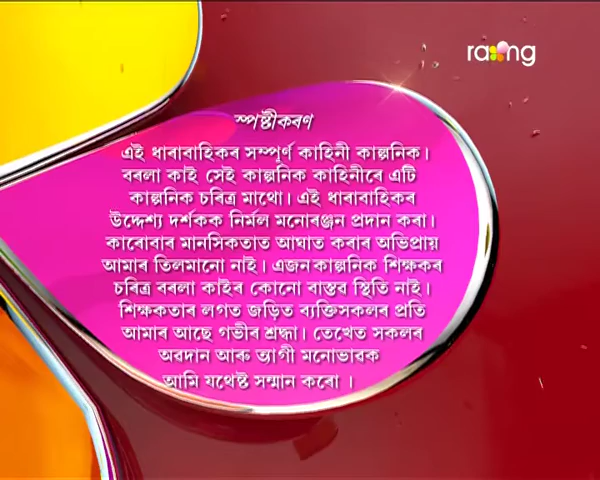 rang
স্পষ্টীকৰণ
এই ধাৰাবাহিকৰ সম্পূৰ্ণ কাহিনী কাল্পনিক।
বৰলা কাই সেই কাল্পনিক কাহিনীৰে এটি
কাল্পনিক চৰিত্ৰ মাথো। এই ধাৰাবাহিকৰ
উদ্দেশ্য দৰ্শকক নিৰ্মল মনোৰঞ্জন প্ৰদান কৰা।
কাৰোবাৰ মানসিকতাত আঘাত কৰাৰ অভিপ্ৰায়
আমাৰ তিলমানো নাই। এজন কাল্পনিক শিক্ষকৰ
চৰিত্ৰ বৰলা কাইৰ কোনো বাস্তৱ স্থিতি নাই।
শিক্ষকতাৰ লগত জড়িত ব্যক্তিসকলৰ প্ৰতি
আমাৰ আছে গভীৰ শ্ৰদ্ধা। তেখেত সকলৰ
অৱদান আৰু ত্যাগী মনোভাৱক
আমি যথেষ্ট সন্মান কৰো ।